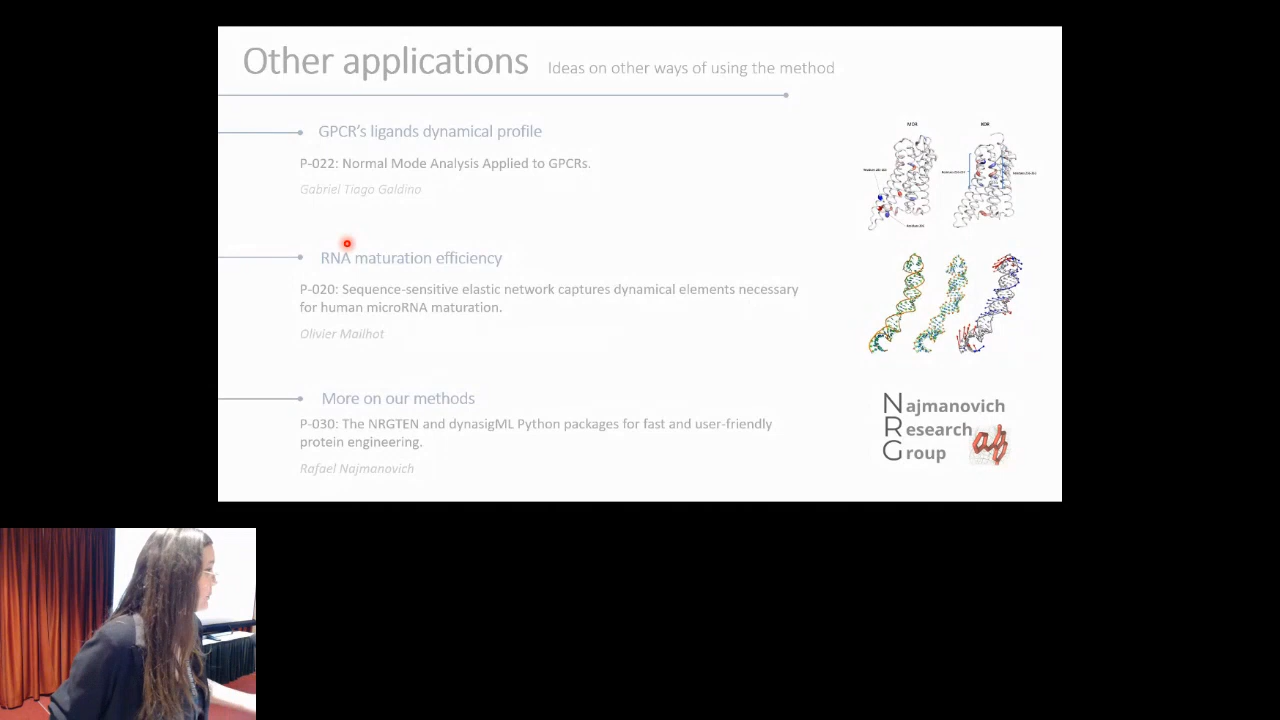 Other applications Ideas on other ways of using the method
GPCR's ligands dynamical profile
P-022: Normal Mode Analysis Applied to GPCRs.
Gabriel Tiago Galdino
RNA maturation efficiency
P-020: Sequence-sensitive elastic network captures dynamical elements necessary
for human microRNA maturation.
Olivier Mailhot
More on our methods
P-030: The NRGTEN and dynasigML Python packages for fast and user-friendly
protein engineering.
Rafael Najmanovich
Najmanovich
Research
Group